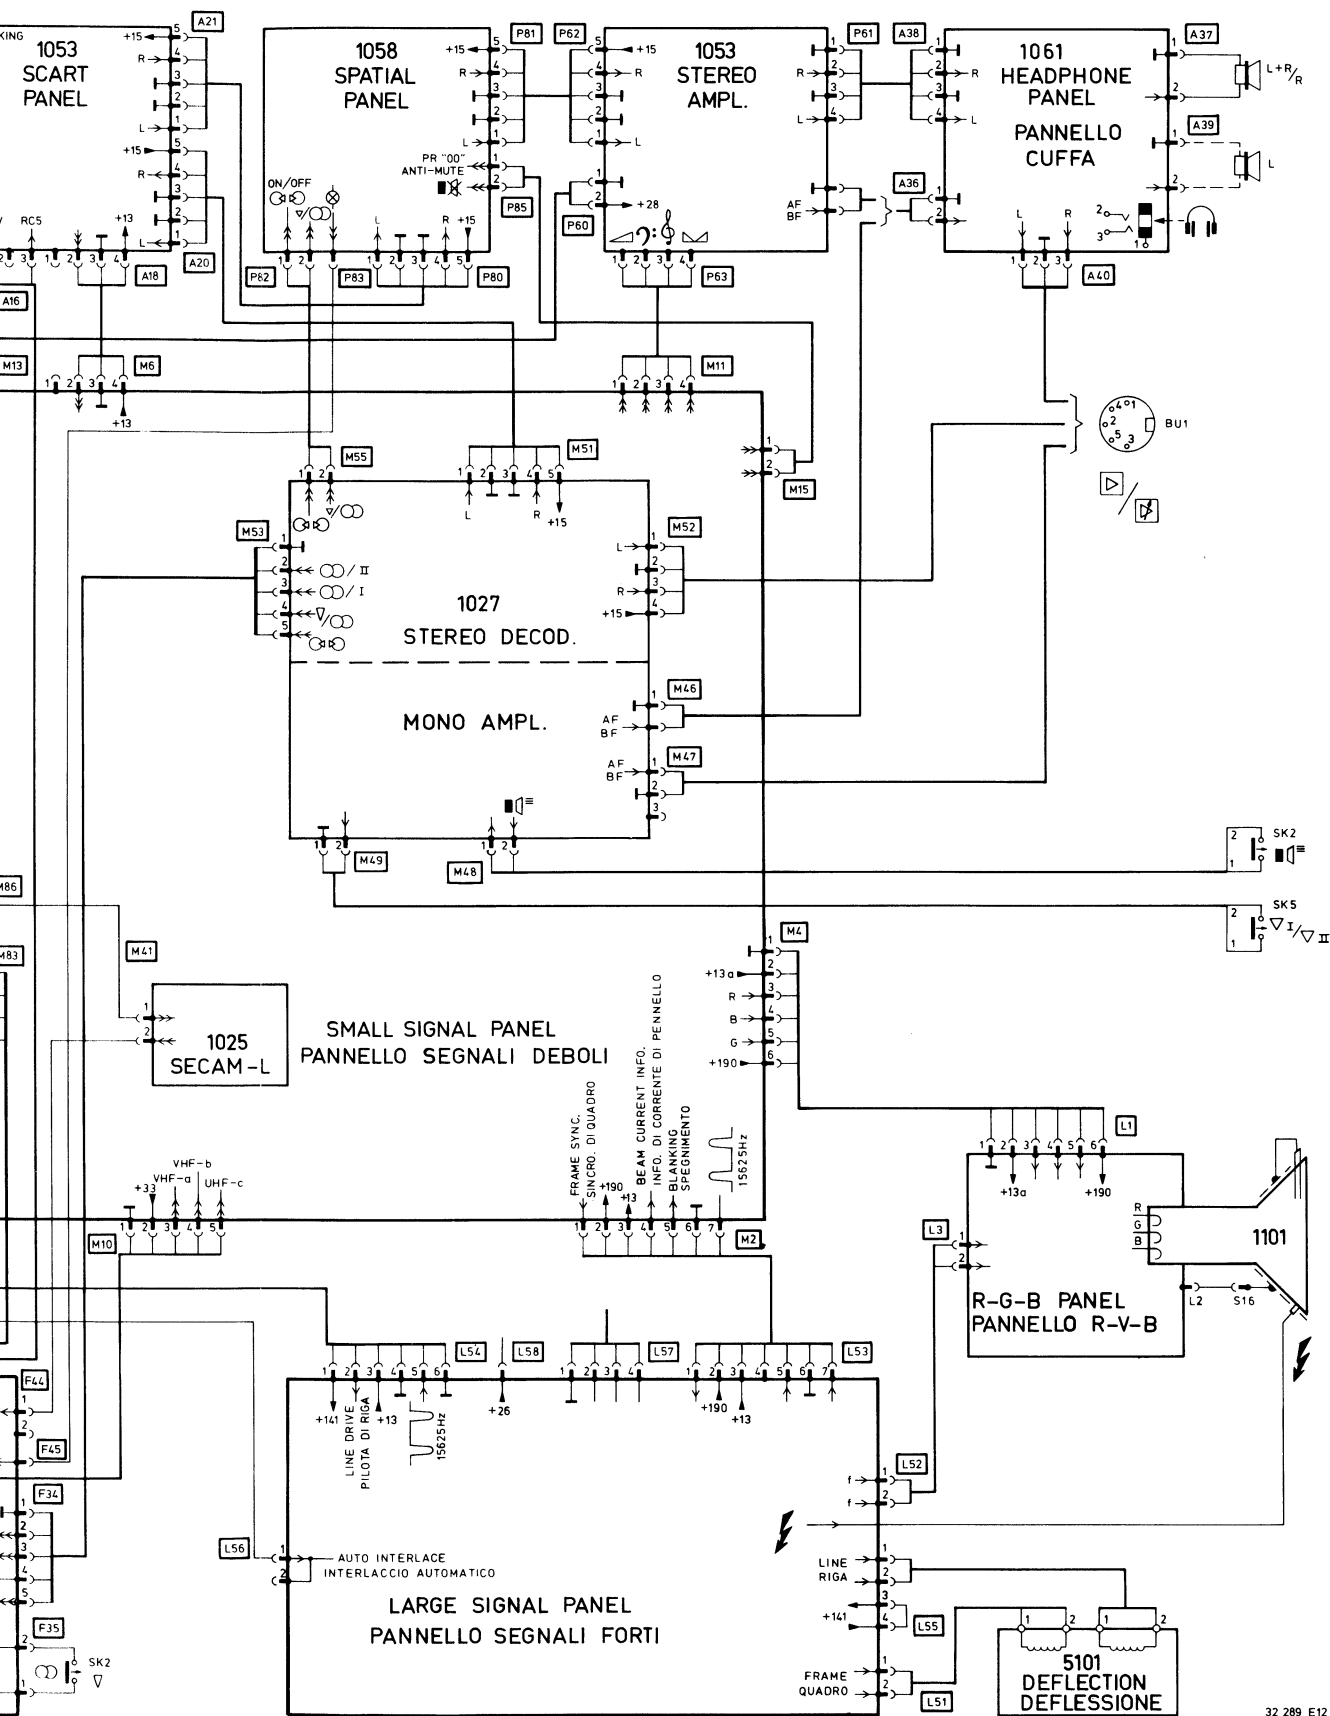 KING
1053
SCART
PANEL
+15
R
L
+15
R
L
A21
A20
RC5
+13
A16
A18
1058
SPATIAL
PANEL
ON/OFF
+15
R
L
PR "00"
ANTI-MUTE
L R +15
P81
P85
P82
P83
P80
P62
P60
1053
STEREO
AMPL.
+15
R
L
+28
R
L
AF
BF
P61
P63
A38
A36
1061
HEADPHONE
PANEL
PANNELLO
CUFFA
R
L
L R
A37
L+R/R
A39
L
A40
M13
M6
+13
M11
M15
BU1
M55
M51
L R +15
M53
/ II
/ I
1027
STEREO DECOD.
L
R
+15
M52
MONO AMPL.
AF
BF
M46
AF
BF
M47
M49
M48
SK2
SK5
I/ II
M86
M83
M41
1025
SECAM-L
SMALL SIGNAL PANEL
PANNELLO SEGNALI DEBOLI
M4
+13a
R
B
G
+190
FRAME SYNC.
SINCRO. DI QUADRO
+190
+13
BEAM CURRENT INFO.
INFO. DI CORRENTE DI PENNELLO
BLANKING
SPEGNIMENTO
15625Hz
M2
+33
VHF-a
VHF-b
UHF-c
M10
L1
+13a
+190
L3
R
G
B
1101
R-G-B PANEL
PANNELLO R-V-B
L2
S16
L54
L58
L57
L53
+141
LINE DRIVE
PILOTA DI RIGA
+13
15625Hz
+26
+190
+13
F44
F45
F34
F35
SK2
L56
AUTO INTERLACE
INTERLACCIO AUTOMATICO
LARGE SIGNAL PANEL
PANNELLO SEGNALI FORTI
f
f
L52
LINE
RIGA
+141
L55
FRAME
QUADRO
L51
5101
DEFLECTION
DEFLESSIONE
32 289 E12